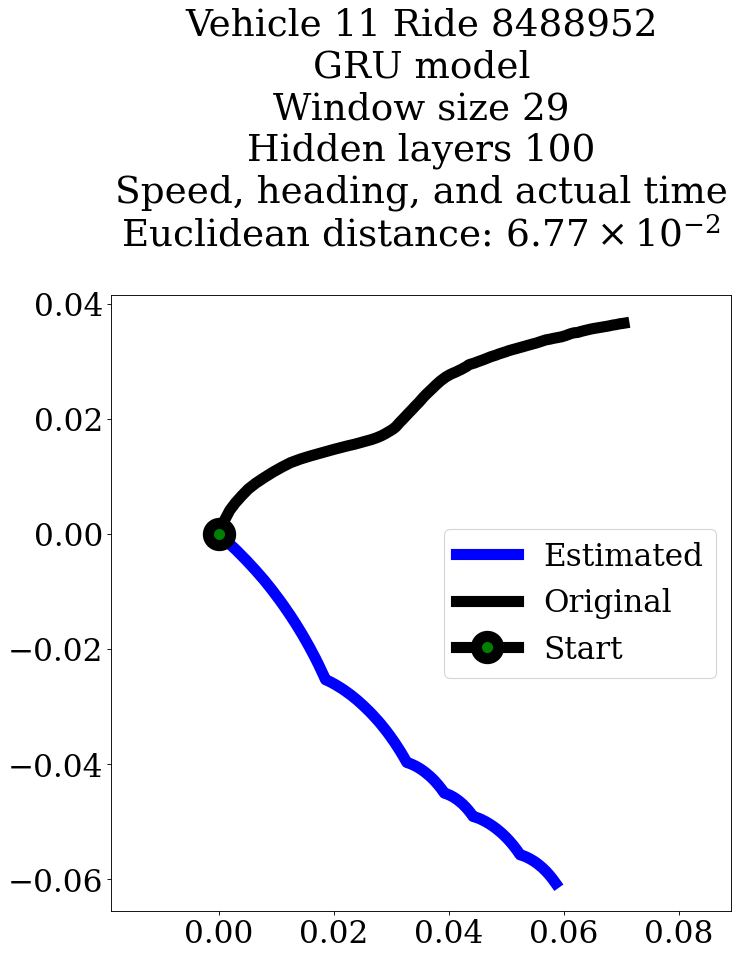 Vehicle 11 Ride 8488952
GRU model
Window size 29
Hidden layers 100
Speed, heading, and actual time
Euclidean distance: 6.77 × 10⁻²
0.04
0.02
0.00
−0.02
−0.04
−0.06
Estimated
Original
Start
0.00 0.02 0.04 0.06 0.08